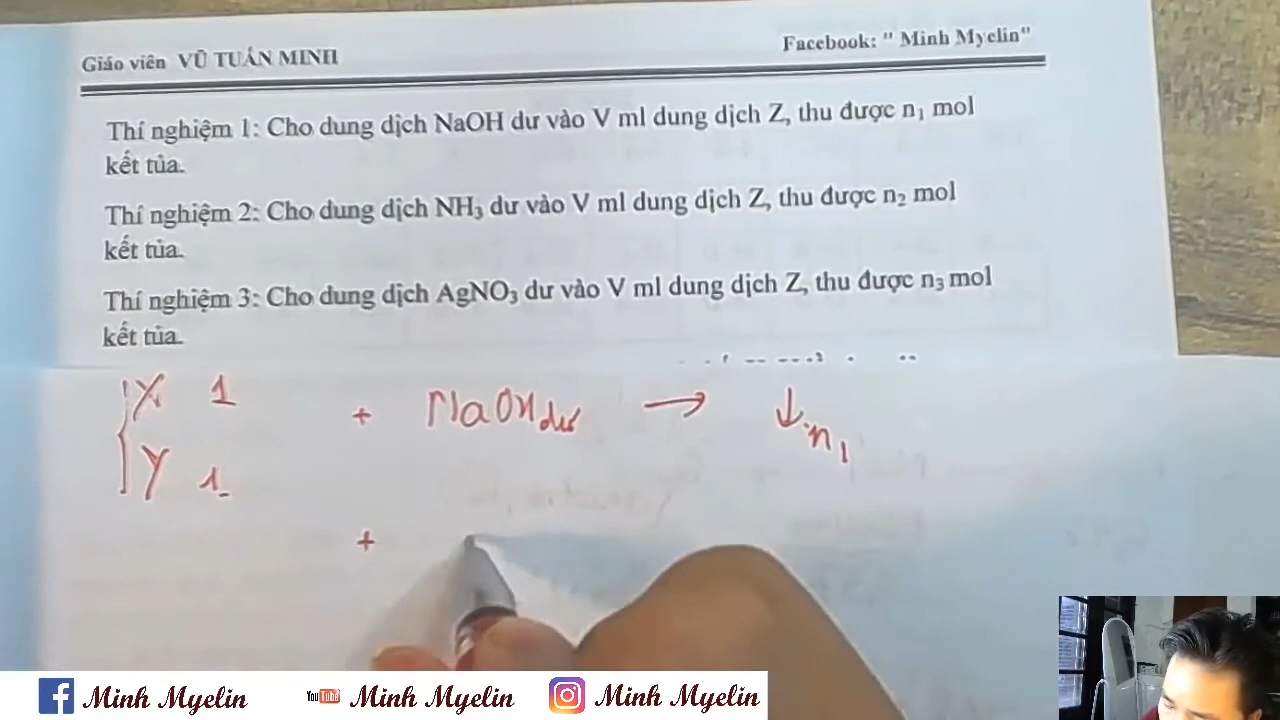 Giáo viên VŨ TUẤN MINH
Facebook: " Minh Myelin"
Thí nghiệm 1: Cho dung dịch NaOH dư vào V ml dung dịch Z, thu được n₁ mol
kết tủa.
Thí nghiệm 2: Cho dung dịch NH₃ dư vào V ml dung dịch Z, thu được n₂ mol
kết tủa.
Thí nghiệm 3: Cho dung dịch AgNO₃ dư vào V ml dung dịch Z, thu được n₃ mol
kết tủa.
X 1 + NaOH dư → ↓ n₁
Y 1
+
Minh Myelin YouTube Minh Myelin Minh Myelin